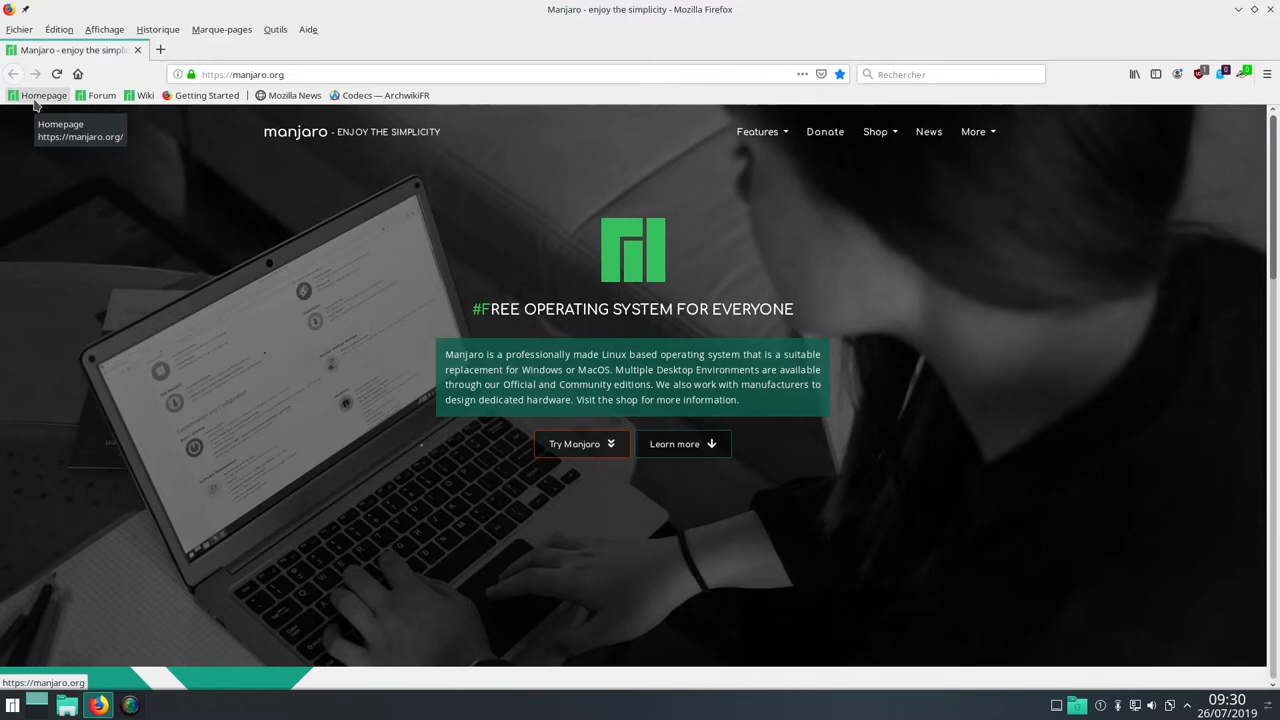 Manjaro - enjoy the simplicity - Mozilla Firefox
Fichier Édition Affichage Historique Marque-pages Outils Aide
Manjaro - enjoy the simplic
https://manjaro.org
Rechercher
1 0 0
Homepage Forum Wiki Getting Started Mozilla News Codecs — ArchwikiFR
Homepage
https://manjaro.org/
manjaro - ENJOY THE SIMPLICITY
Features Donate Shop News More
#FREE OPERATING SYSTEM FOR EVERYONE
Manjaro is a professionally made Linux based operating system that is a suitable
replacement for Windows or MacOS. Multiple Desktop Environments are available
through our Official and Community editions. We also work with manufacturers to
design dedicated hardware. Visit the shop for more information.
Try Manjaro
Learn more
https://manjaro.org
09:30
26/07/2019